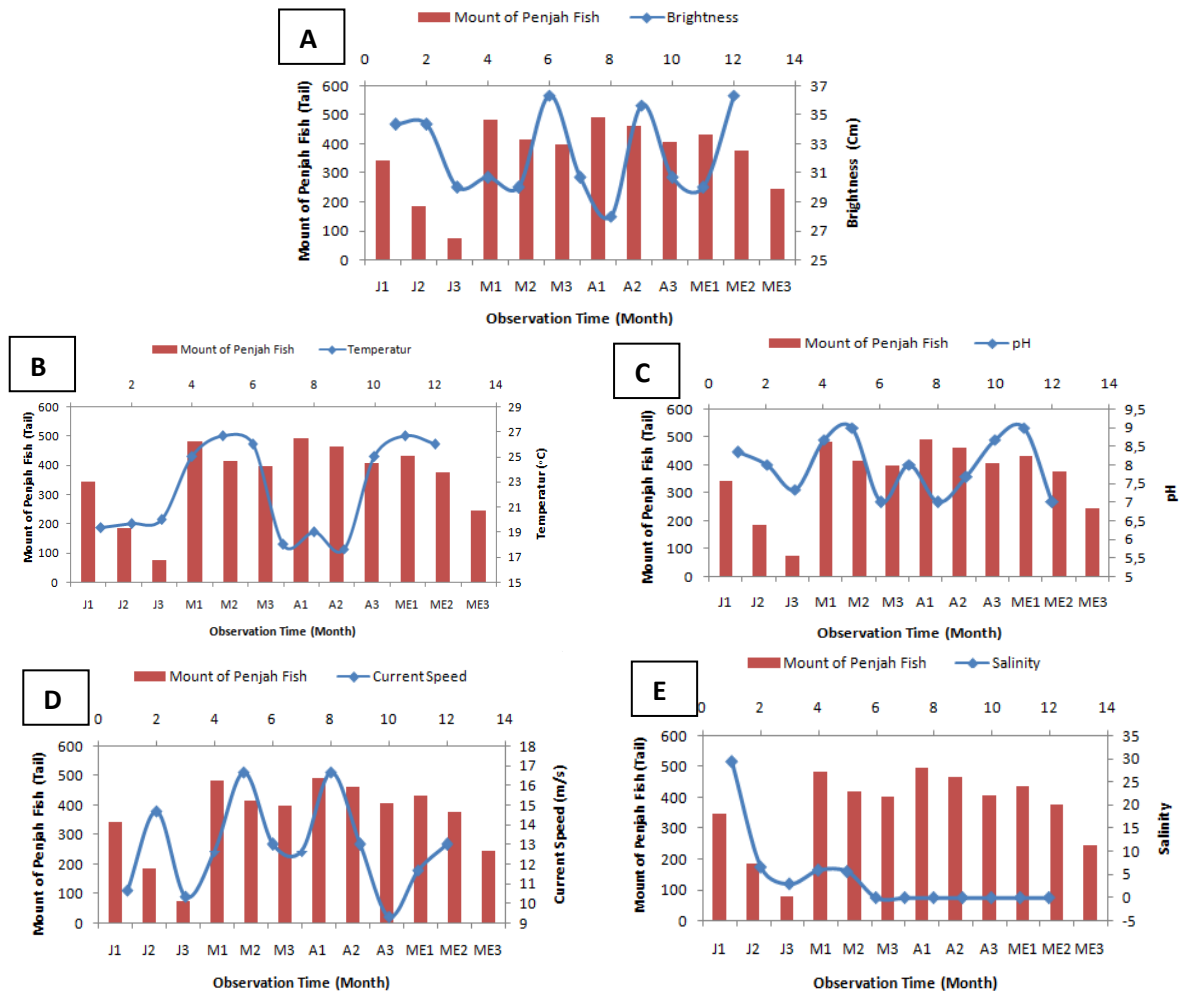 A
Mount of Penjah Fish Brightness
0 2 4 6 8 10 12 14
Mount of Penjah Fish (Tail)
600 37
500 35
400 33
300 31
200 29
100 27
0 25
Brightness (Cm)
J1 J2 J3 M1 M2 M3 A1 A2 A3 ME1 ME2 ME3
Observation Time (Month)
B
Mount of Penjah Fish Temperatur
2 4 6 8 10 12 14
Mount of Penjah Fish (Tail)
600 29
500 27
400 25
300 23
200 21
100 19
0 17
15
Temperatur (°C)
J1 J2 J3 M1 M2 M3 A1 A2 A3 ME1 ME2 ME3
Observation Time (Month)
C
Mount of Penjah Fish pH
0 2 4 6 8 10 12 14
Mount of Penjah Fish (Tail)
600 9,5
500 9
400 8,5
300 8
200 7,5
100 7
0 6,5
6
5,5
5
pH
J1 J2 J3 M1 M2 M3 A1 A2 A3 ME1 ME2 ME3
Observation Time (Month)
D
Mount of Penjah Fish Current Speed
0 2 4 6 8 10 12 14
Mount of Penjah Fish (Tail)
600 18
500 17
400 16
300 15
200 14
100 13
0 12
11
10
9
Current Speed (m/s)
J1 J2 J3 M1 M2 M3 A1 A2 A3 ME1 ME2 ME3
Observation Time (Month)
E
Mount of Penjah Fish Salinity
0 2 4 6 8 10 12 14
Mount of Penjah Fish (Tail)
600 35
500 30
400 25
300 20
200 15
100 10
0 5
0
-5
Salinity
J1 J2 J3 M1 M2 M3 A1 A2 A3 ME1 ME2 ME3
Observation Time (Month)